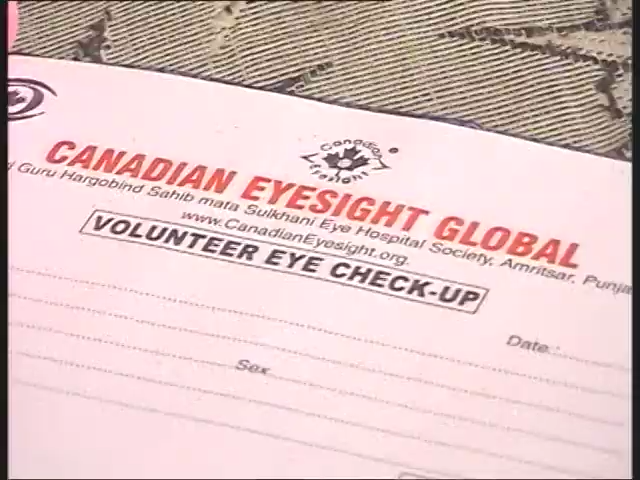 Canadian
EYESIGHT
CANADIAN EYESIGHT GLOBAL
Guru Hargobind Sahib mata Sulkhani Eye Hospital Society, Amritsar, Punja
www.CanadianEyesight.org.
VOLUNTEER EYE CHECK-UP
Date.:
Sex